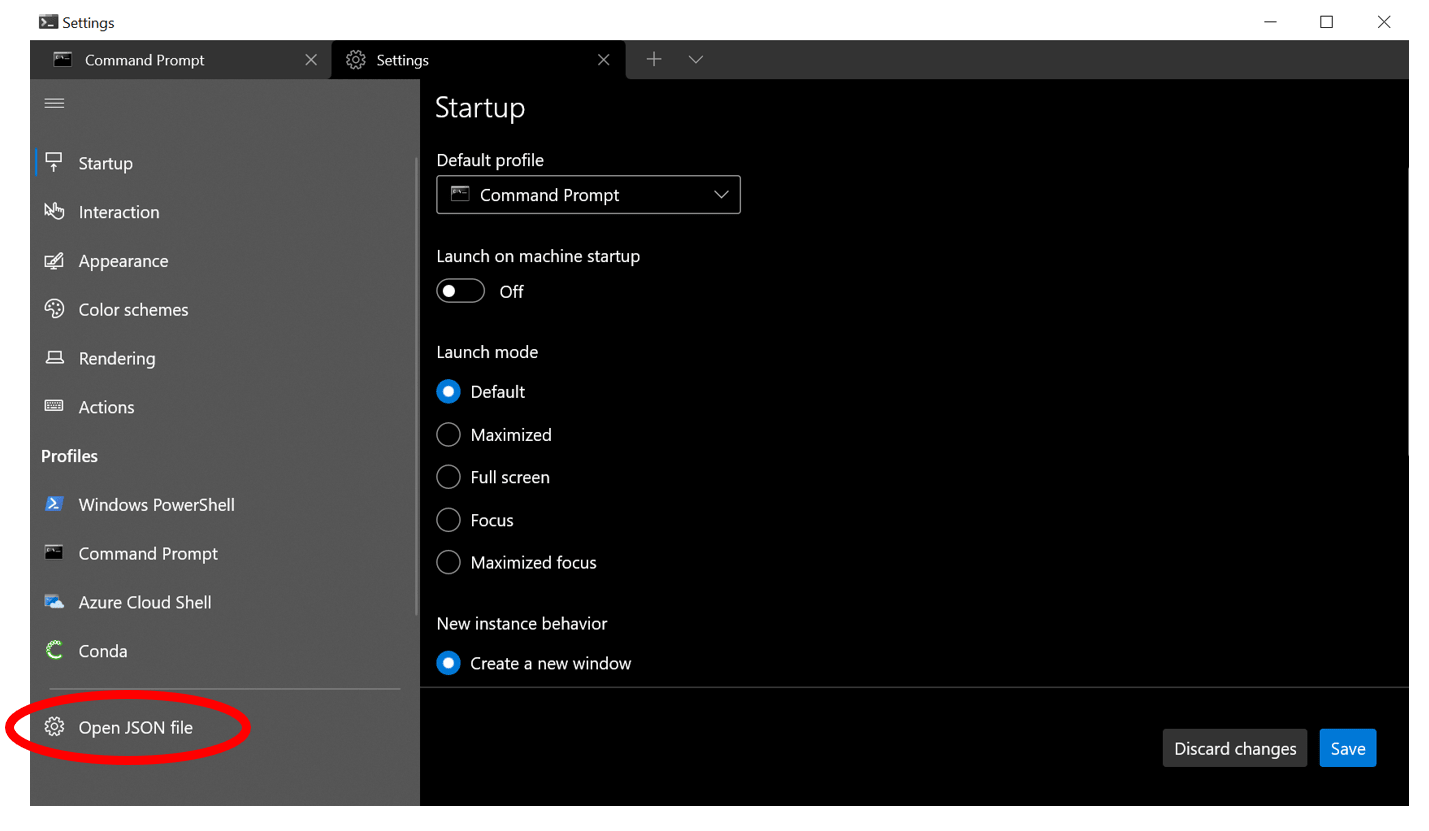 Settings
Command Prompt
Settings
Startup
Interaction
Appearance
Color schemes
Rendering
Actions
Profiles
Windows PowerShell
Command Prompt
Azure Cloud Shell
Conda
Open JSON file
Startup
Default profile
Command Prompt
Launch on machine startup
Off
Launch mode
Default
Maximized
Full screen
Focus
Maximized focus
New instance behavior
Create a new window
Discard changes
Save